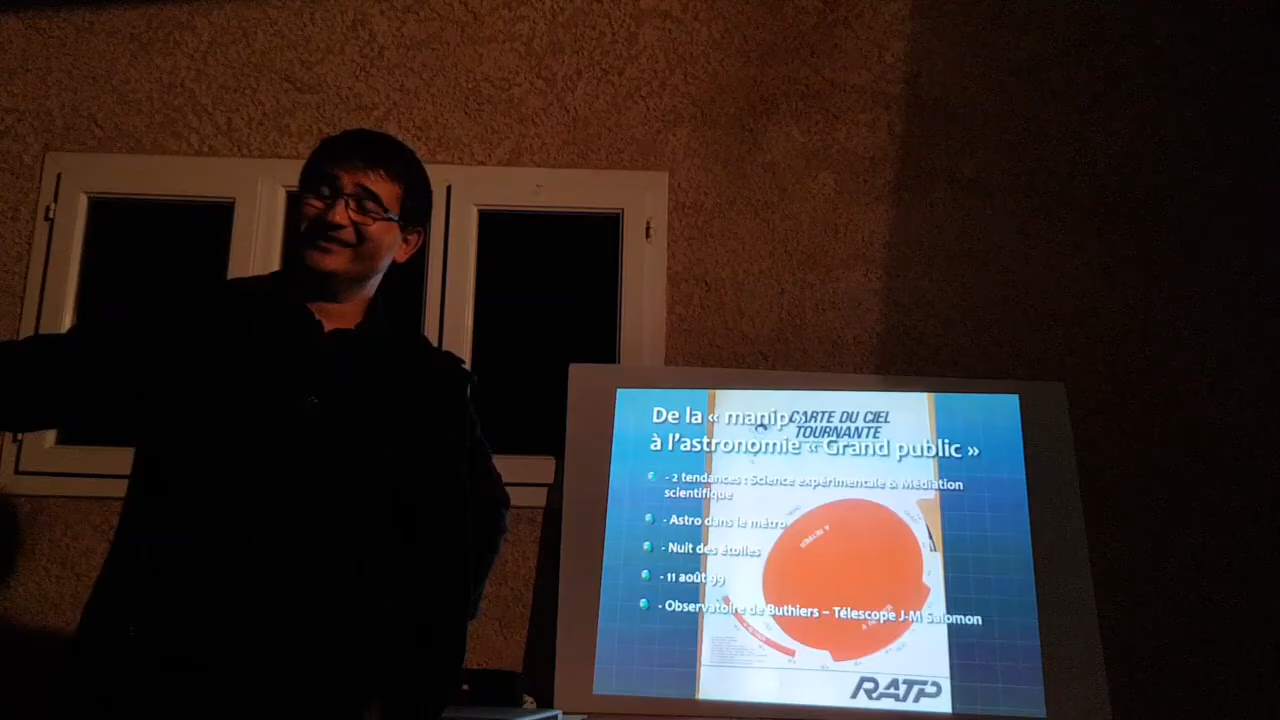 De la « manip
CARTE DU CIEL
TOURNANTE
à l'astronomie « Grand public »
- 2 tendances : Science expérimentale & Médiation
scientifique
- Astro dans le métro
- Nuit des étoiles
- 11 août 99
- Observatoire de Buthiers – Télescope J-M Salomon
RATP